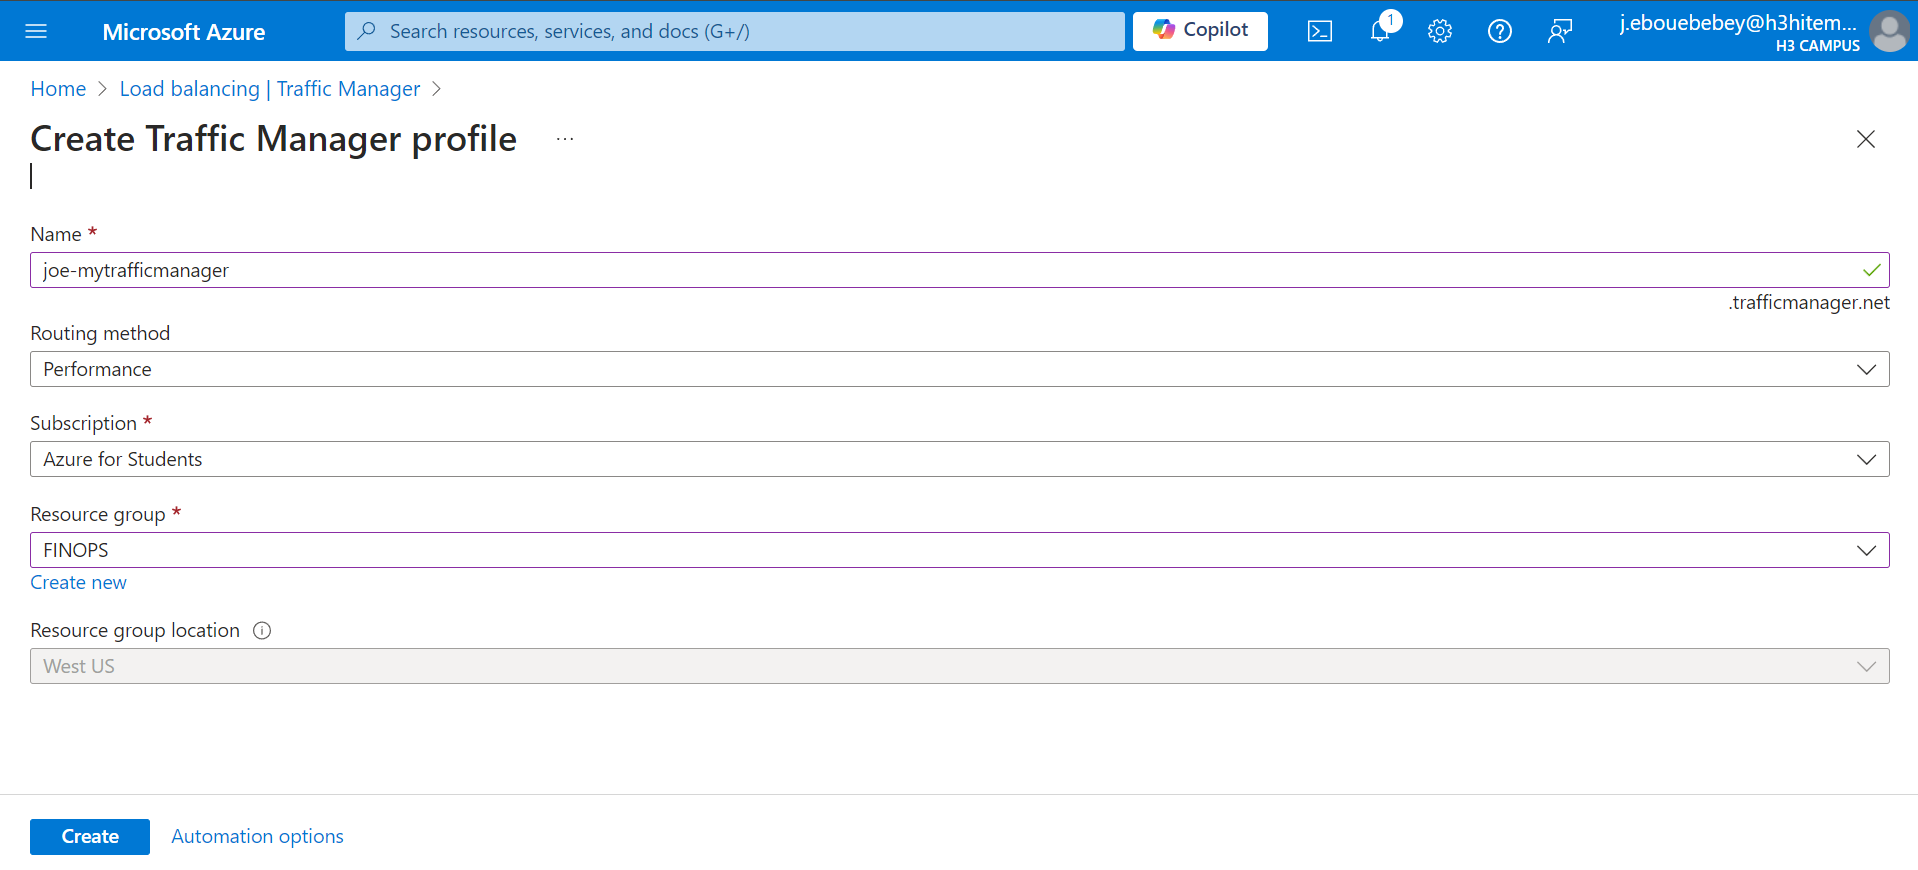 Microsoft Azure
Search resources, services, and docs (G+/)
Copilot
1
j.ebouebebey@h3hitem...
H3 CAMPUS
Home > Load balancing | Traffic Manager >
Create Traffic Manager profile ...
Name *
joe-mytrafficmanager
.trafficmanager.net
Routing method
Performance
Subscription *
Azure for Students
Resource group *
FINOPS
Create new
Resource group location
West US
Create
Automation options